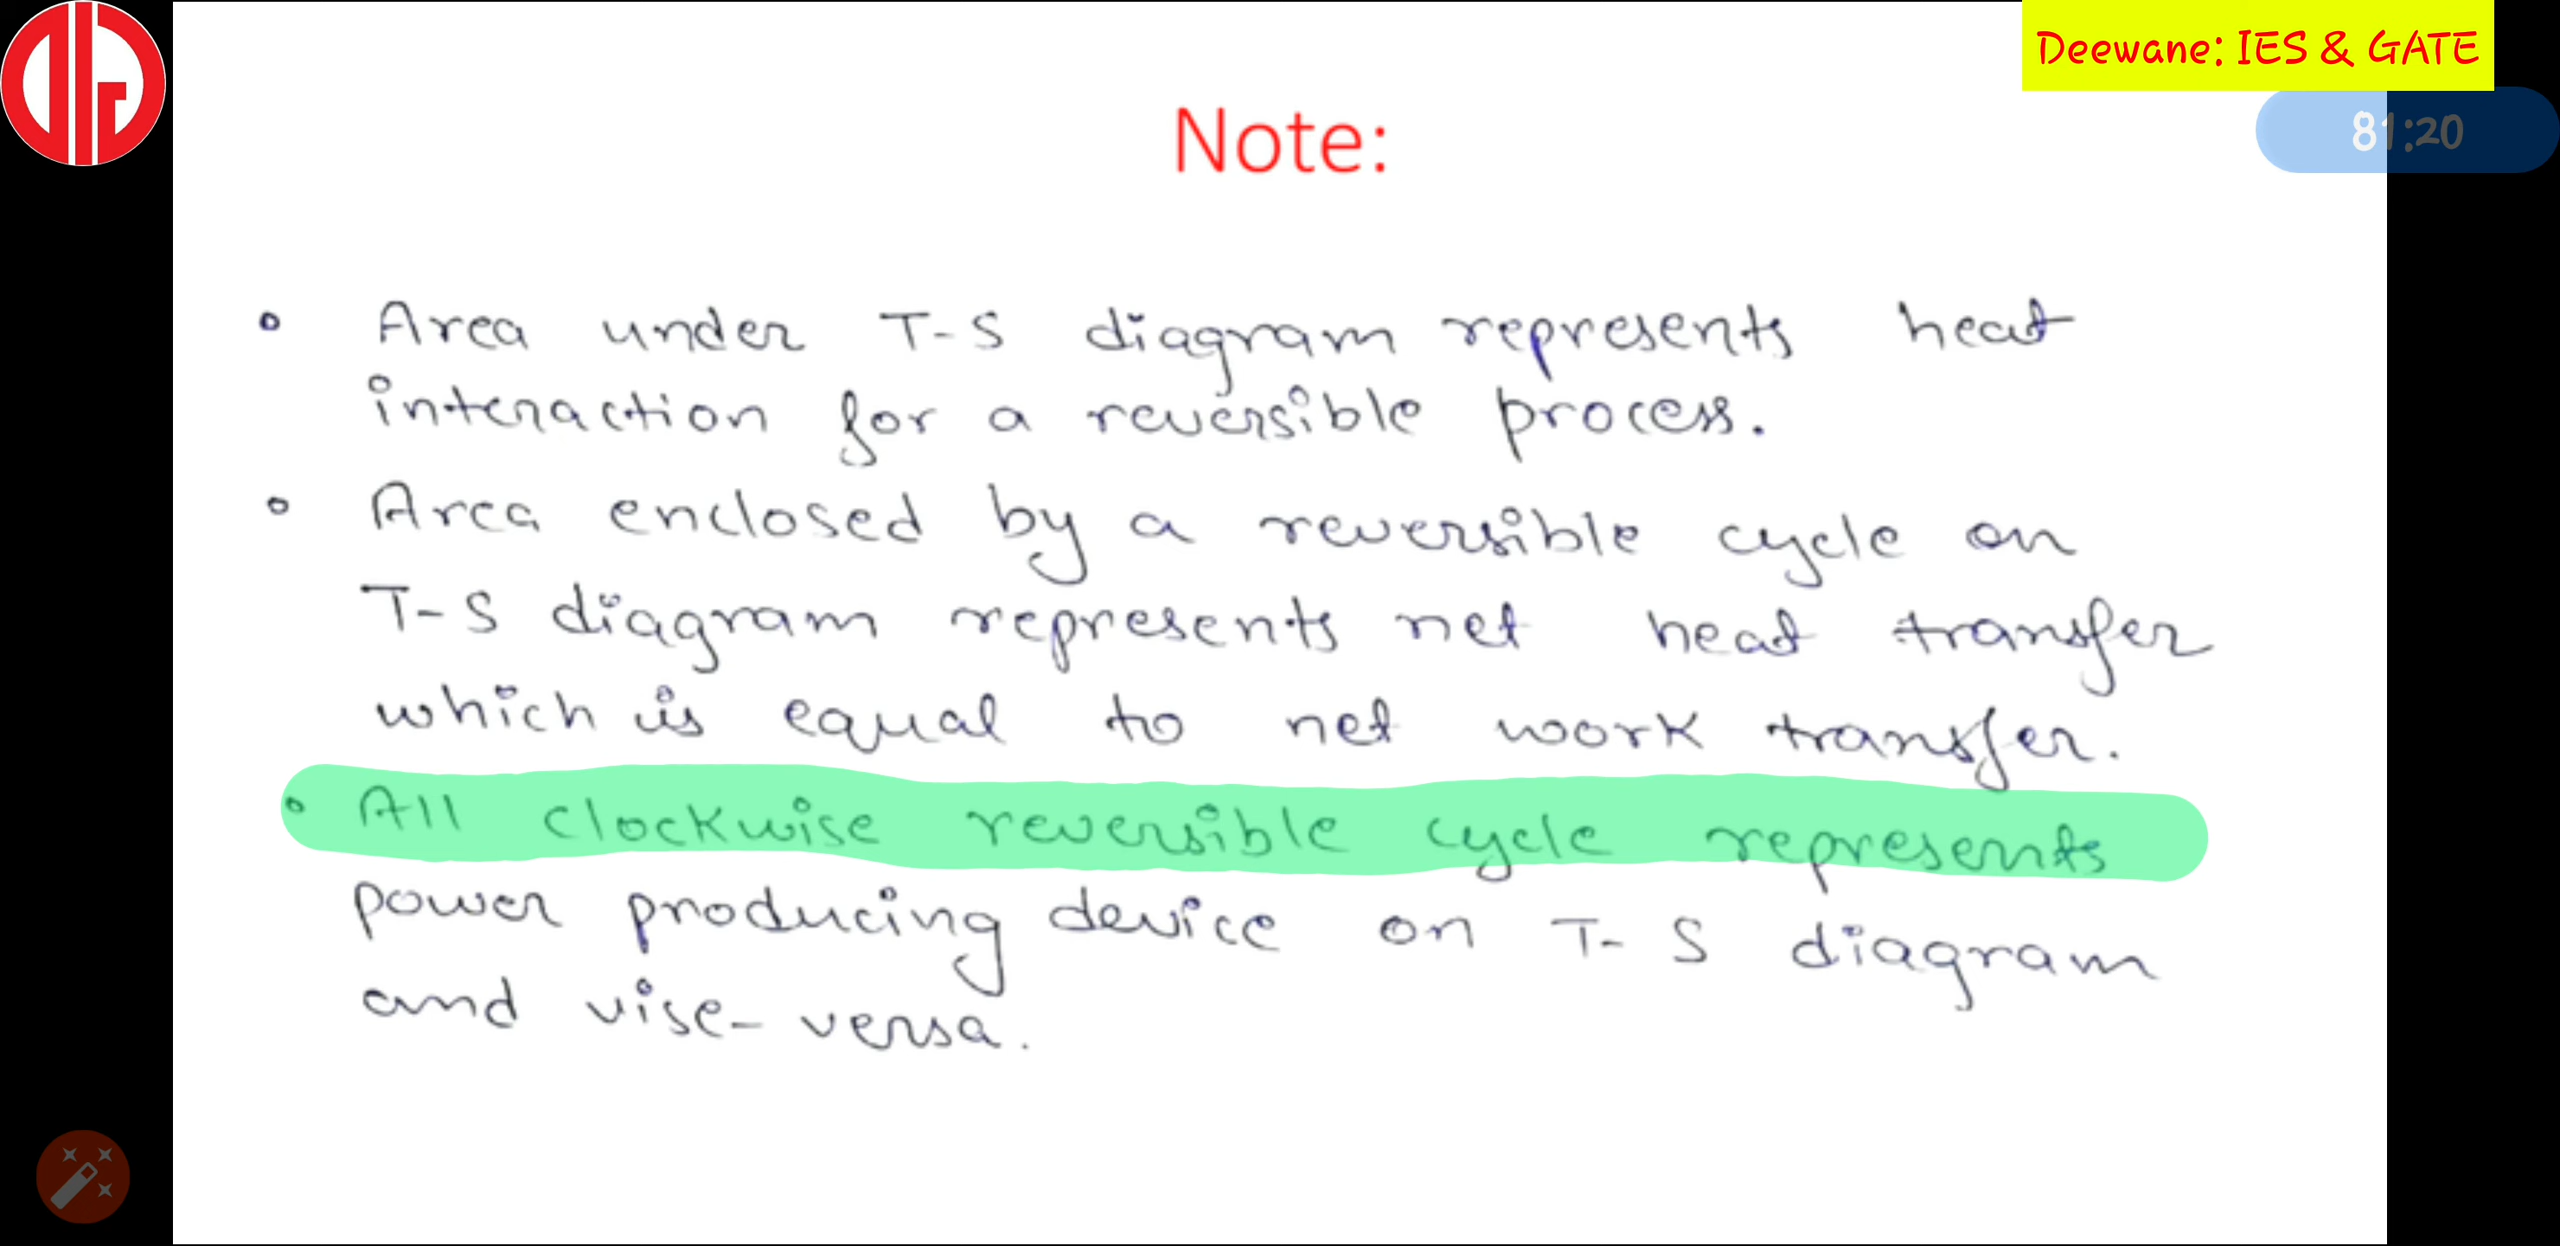 Deewane: IES & GATE
81:20
Note:
• Area under T-S diagram represents heat
interaction for a reversible process.
• Area enclosed by a reversible cycle on
T-S diagram represents net heat transfer
which is equal to net work transfer.
• All clockwise reversible cycle represents
power producing device on T-S diagram
and vise-versa.